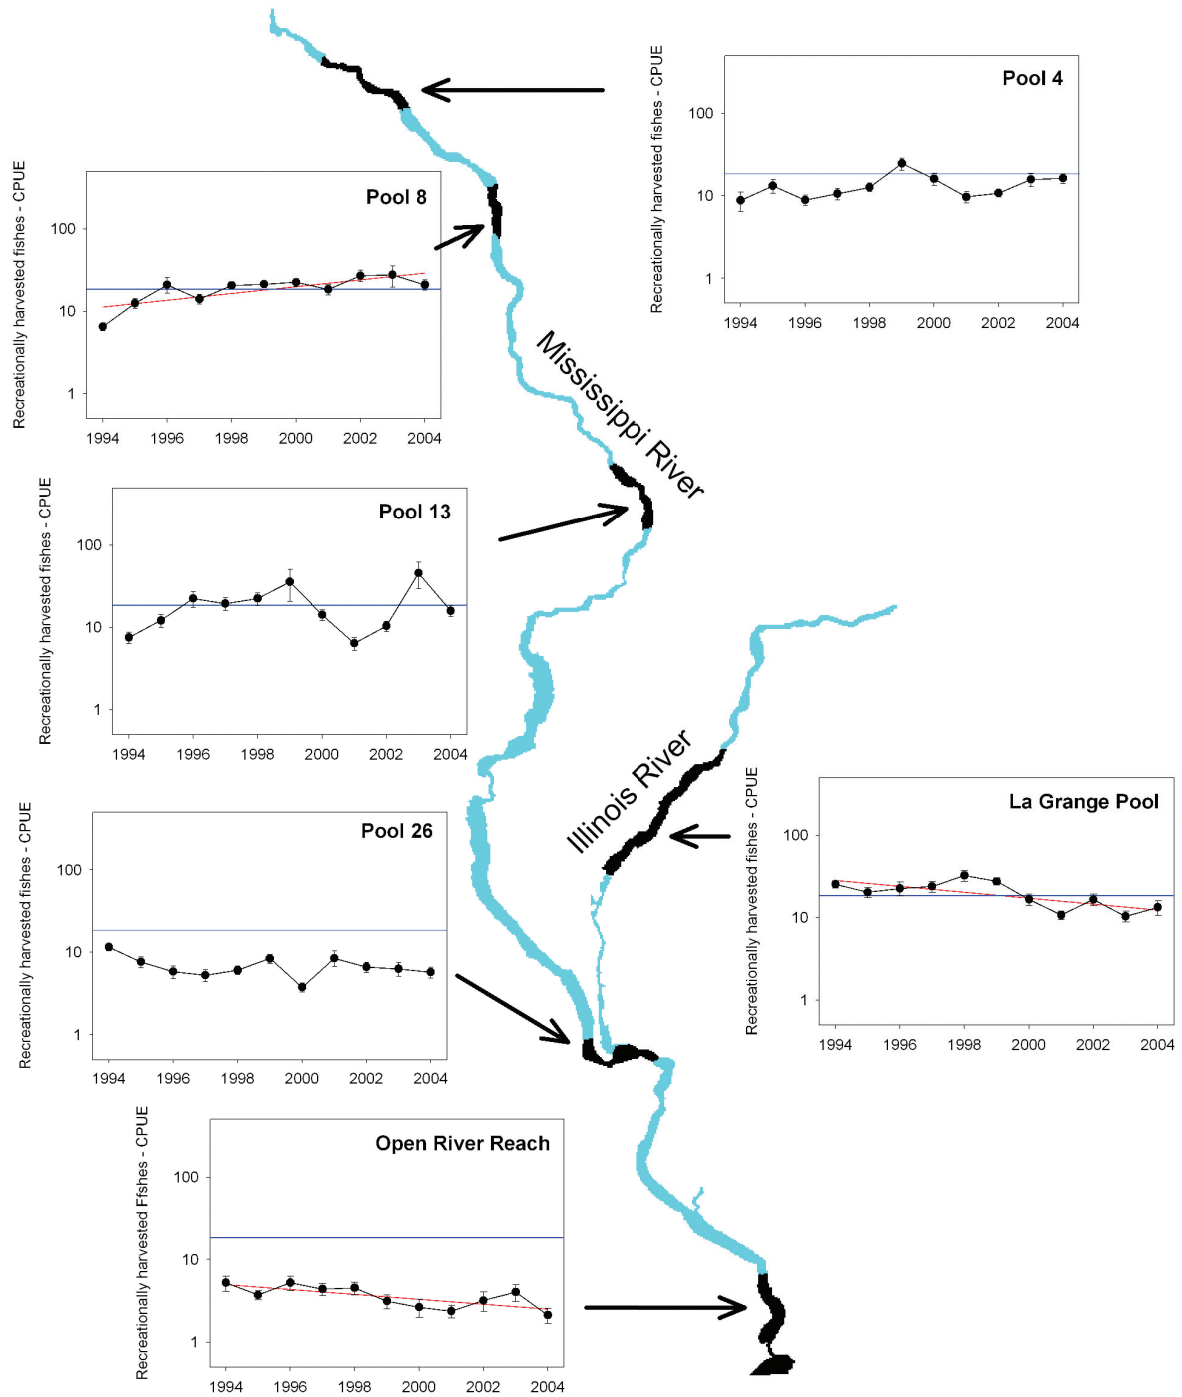 Pool 4
Recreationally harvested fishes - CPUE
100
10
1
1994 1996 1998 2000 2002 2004
Pool 8
Recreationally harvested fishes - CPUE
100
10
1
1994 1996 1998 2000 2002 2004
Mississippi River
Pool 13
Recreationally harvested fishes - CPUE
100
10
1
1994 1996 1998 2000 2002 2004
Illinois River
La Grange Pool
Recreationally harvested fishes - CPUE
100
10
1
1994 1996 1998 2000 2002 2004
Pool 26
Recreationally harvested fishes - CPUE
100
10
1
1994 1996 1998 2000 2002 2004
Open River Reach
Recreationally harvested Ffishes - CPUE
100
10
1
1994 1996 1998 2000 2002 2004